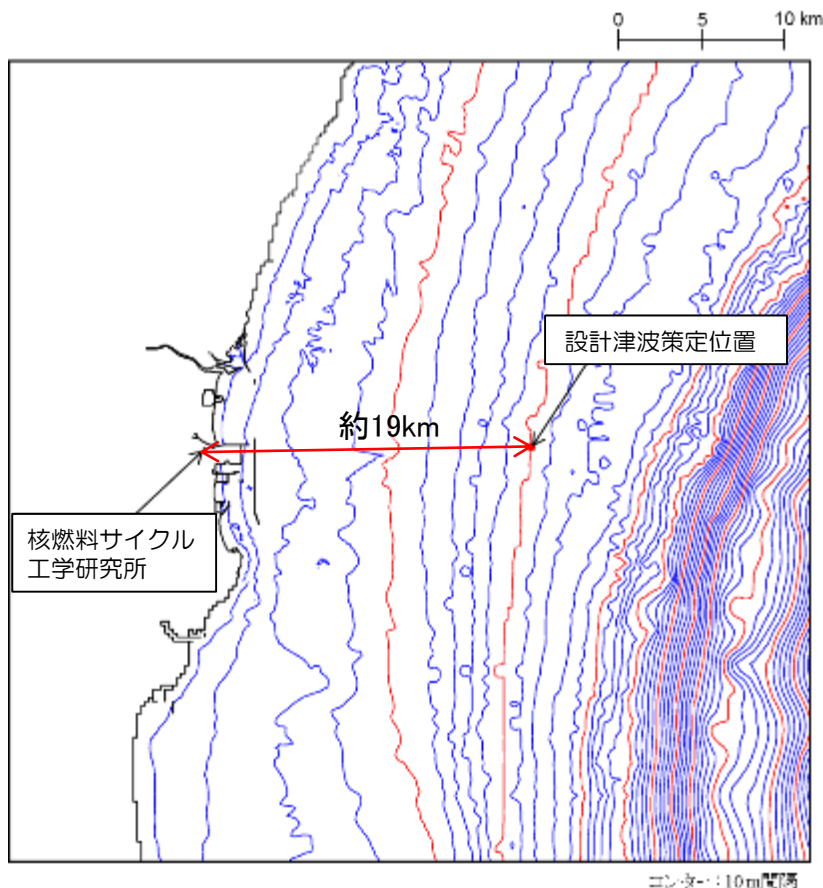 0 5 10 km
設計津波策定位置
約19km
核燃料サイクル
工学研究所
コンター：10m間隔